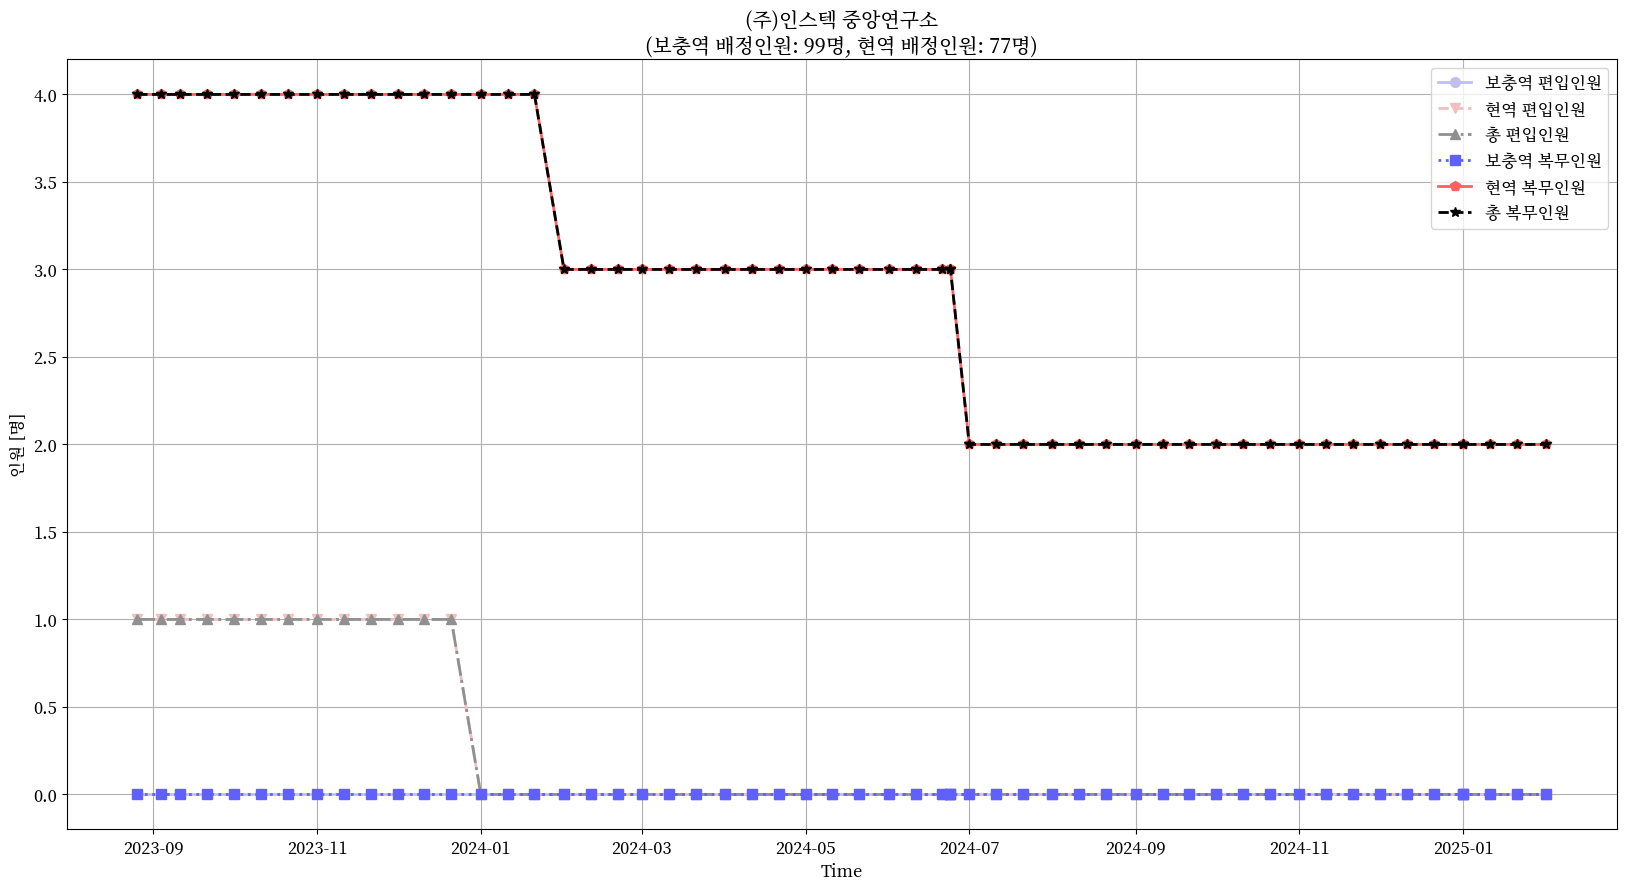 (주)인스텍 중앙연구소
(보충역 배정인원: 99명, 현역 배정인원: 77명)
보충역 편입인원
현역 편입인원
총 편입인원
보충역 복무인원
현역 복무인원
총 복무인원
인원 [명]
4.0
3.5
3.0
2.5
2.0
1.5
1.0
0.5
0.0
2023-09
2023-11
2024-01
2024-03
2024-05
2024-07
2024-09
2024-11
2025-01
Time